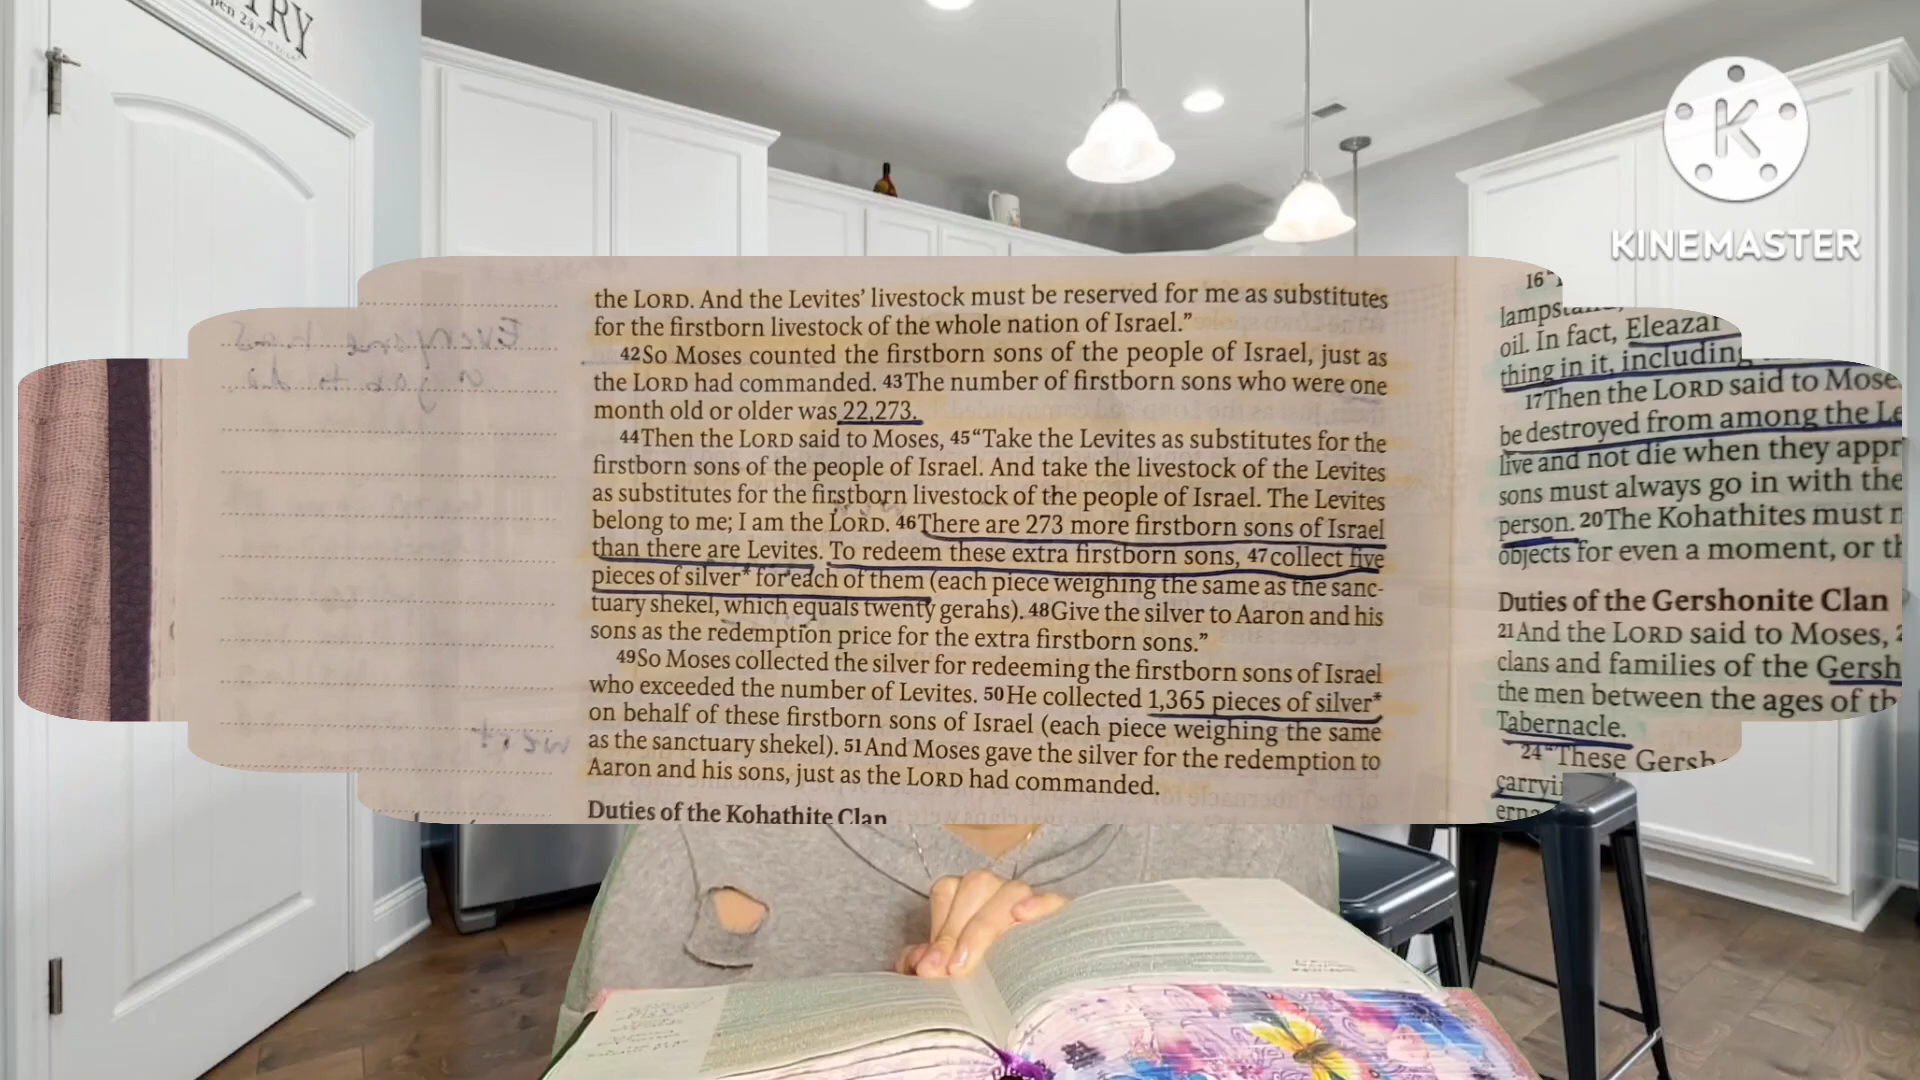 TRY
pen 24/7
KINEMASTER
the LORD. And the Levites’ livestock must be reserved for me as substitutes
for the firstborn livestock of the whole nation of Israel.”
42So Moses counted the firstborn sons of the people of Israel, just as
the LORD had commanded. 43The number of firstborn sons who were one
month old or older was 22,273.
44Then the LORD said to Moses, 45“Take the Levites as substitutes for the
firstborn sons of the people of Israel. And take the livestock of the Levites
as substitutes for the firstborn livestock of the people of Israel. The Levites
belong to me; I am the LORD. 46There are 273 more firstborn sons of Israel
than there are Levites. To redeem these extra firstborn sons, 47collect five
pieces of silver* for each of them (each piece weighing the same as the sanc-
tuary shekel, which equals twenty gerahs). 48Give the silver to Aaron and his
sons as the redemption price for the extra firstborn sons.”
49So Moses collected the silver for redeeming the firstborn sons of Israel
who exceeded the number of Levites. 50He collected 1,365 pieces of silver*
on behalf of these firstborn sons of Israel (each piece weighing the same
as the sanctuary shekel). 51And Moses gave the silver for the redemption to
Aaron and his sons, just as the LORD had commanded.
Duties of the Kohathite Clan
16“
oil. In fact, Eleazar
thing in it, including
17Then the LORD said to Mose
be destroyed from among the Le
live and not die when they appr
sons must always go in with the
person. 20The Kohathites must
objects for even a moment, or th
Duties of the Gershonite Clan
21And the LORD said to Moses,
clans and families of the Gersh
the men between the ages of th
Tabernacle.
24“These Gersh
carryi
erna